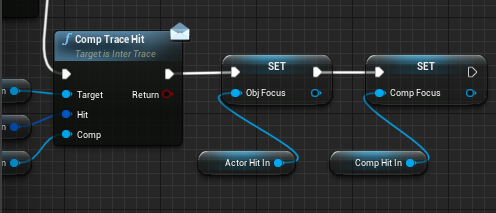 Comp Trace Hit
Target is Inter Trace
Target
Return
Hit
Comp
SET
Obj Focus
SET
Comp Focus
Actor Hit In
Comp Hit In